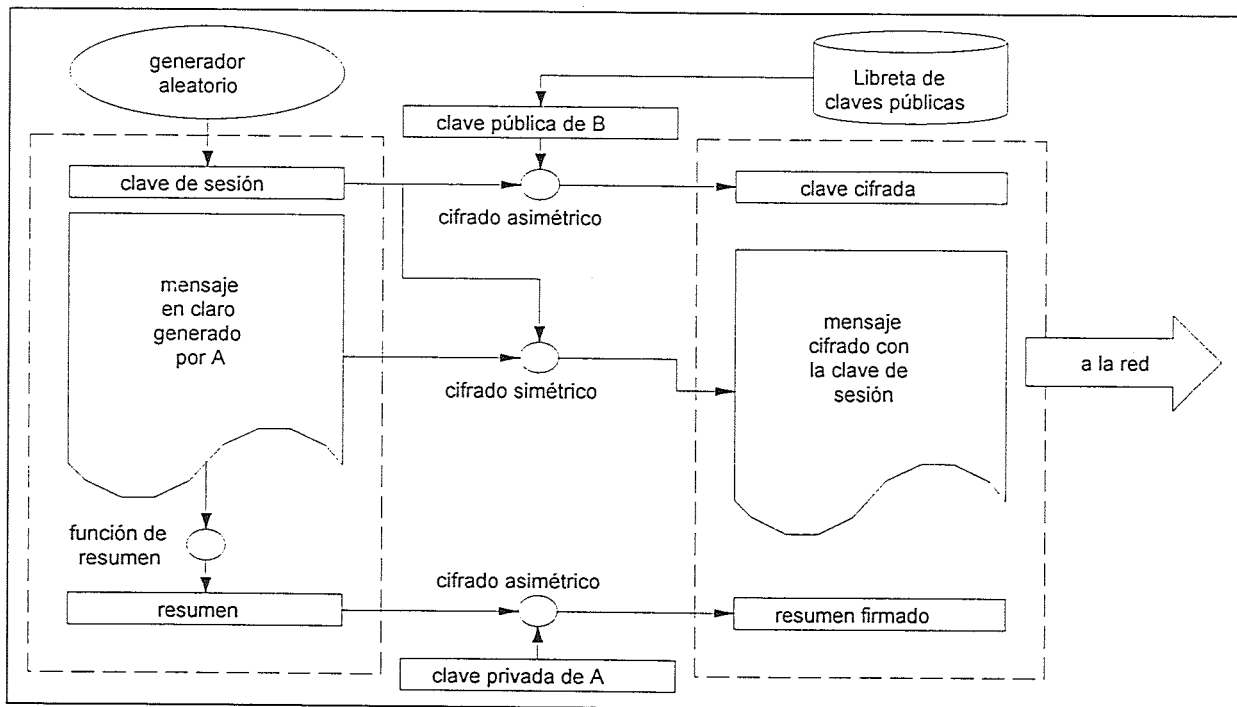 generador
aleatorio
Libreta de
claves públicas
clave pública de B
clave de sesión
clave cifrada
cifrado asimétrico
mensaje
en claro
generado
por A
mensaje
cifrado con
la clave de
sesión
a la red
cifrado simétrico
función de
resumen
cifrado asimétrico
resumen
resumen firmado
clave privada de A